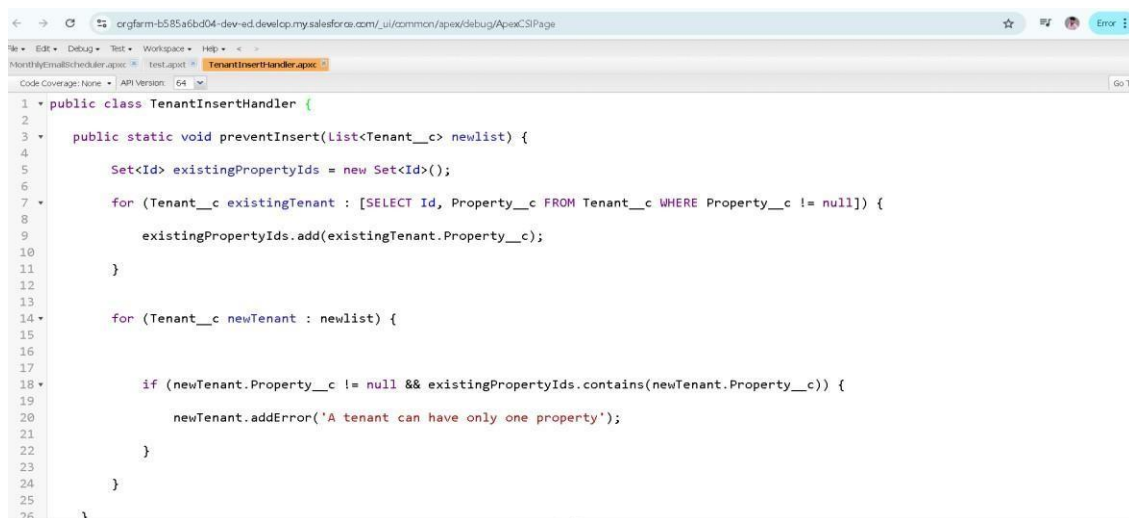 orgfarm-b585a6bd04-dev-ed.develop.my.salesforce.com/_ui/common/apex/debug/ApexCSIPage
Error
File Edit Debug Test Workspace Help < >
MonthlyEmailScheduler.apxc test.apxt TenantInsertHandler.apxc
Code Coverage: None API Version: 64 Go T
1 public class TenantInsertHandler {
2
3 public static void preventInsert(List<Tenant__c> newlist) {
4
5 Set<Id> existingPropertyIds = new Set<Id>();
6
7 for (Tenant__c existingTenant : [SELECT Id, Property__c FROM Tenant__c WHERE Property__c != null]) {
8
9 existingPropertyIds.add(existingTenant.Property__c);
10
11 }
12
13
14 for (Tenant__c newTenant : newlist) {
15
16
17
18 if (newTenant.Property__c != null && existingPropertyIds.contains(newTenant.Property__c)) {
19
20 newTenant.addError('A tenant can have only one property');
21
22 }
23
24 }
25
26 }